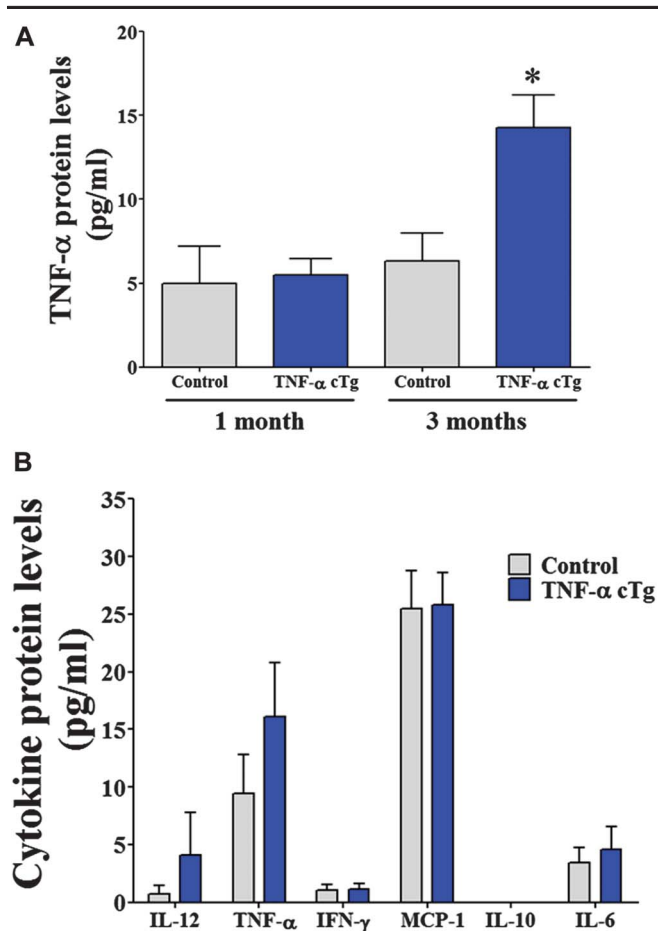 A
TNF-α protein levels
(pg/ml)
20
15
10
5
0
*
Control
TNF-α cTg
Control
TNF-α cTg
1 month
3 months
B
Cytokine protein levels
(pg/ml)
35
30
25
20
15
10
5
0
Control
TNF-α cTg
IL-12
TNF-α
IFN-γ
MCP-1
IL-10
IL-6